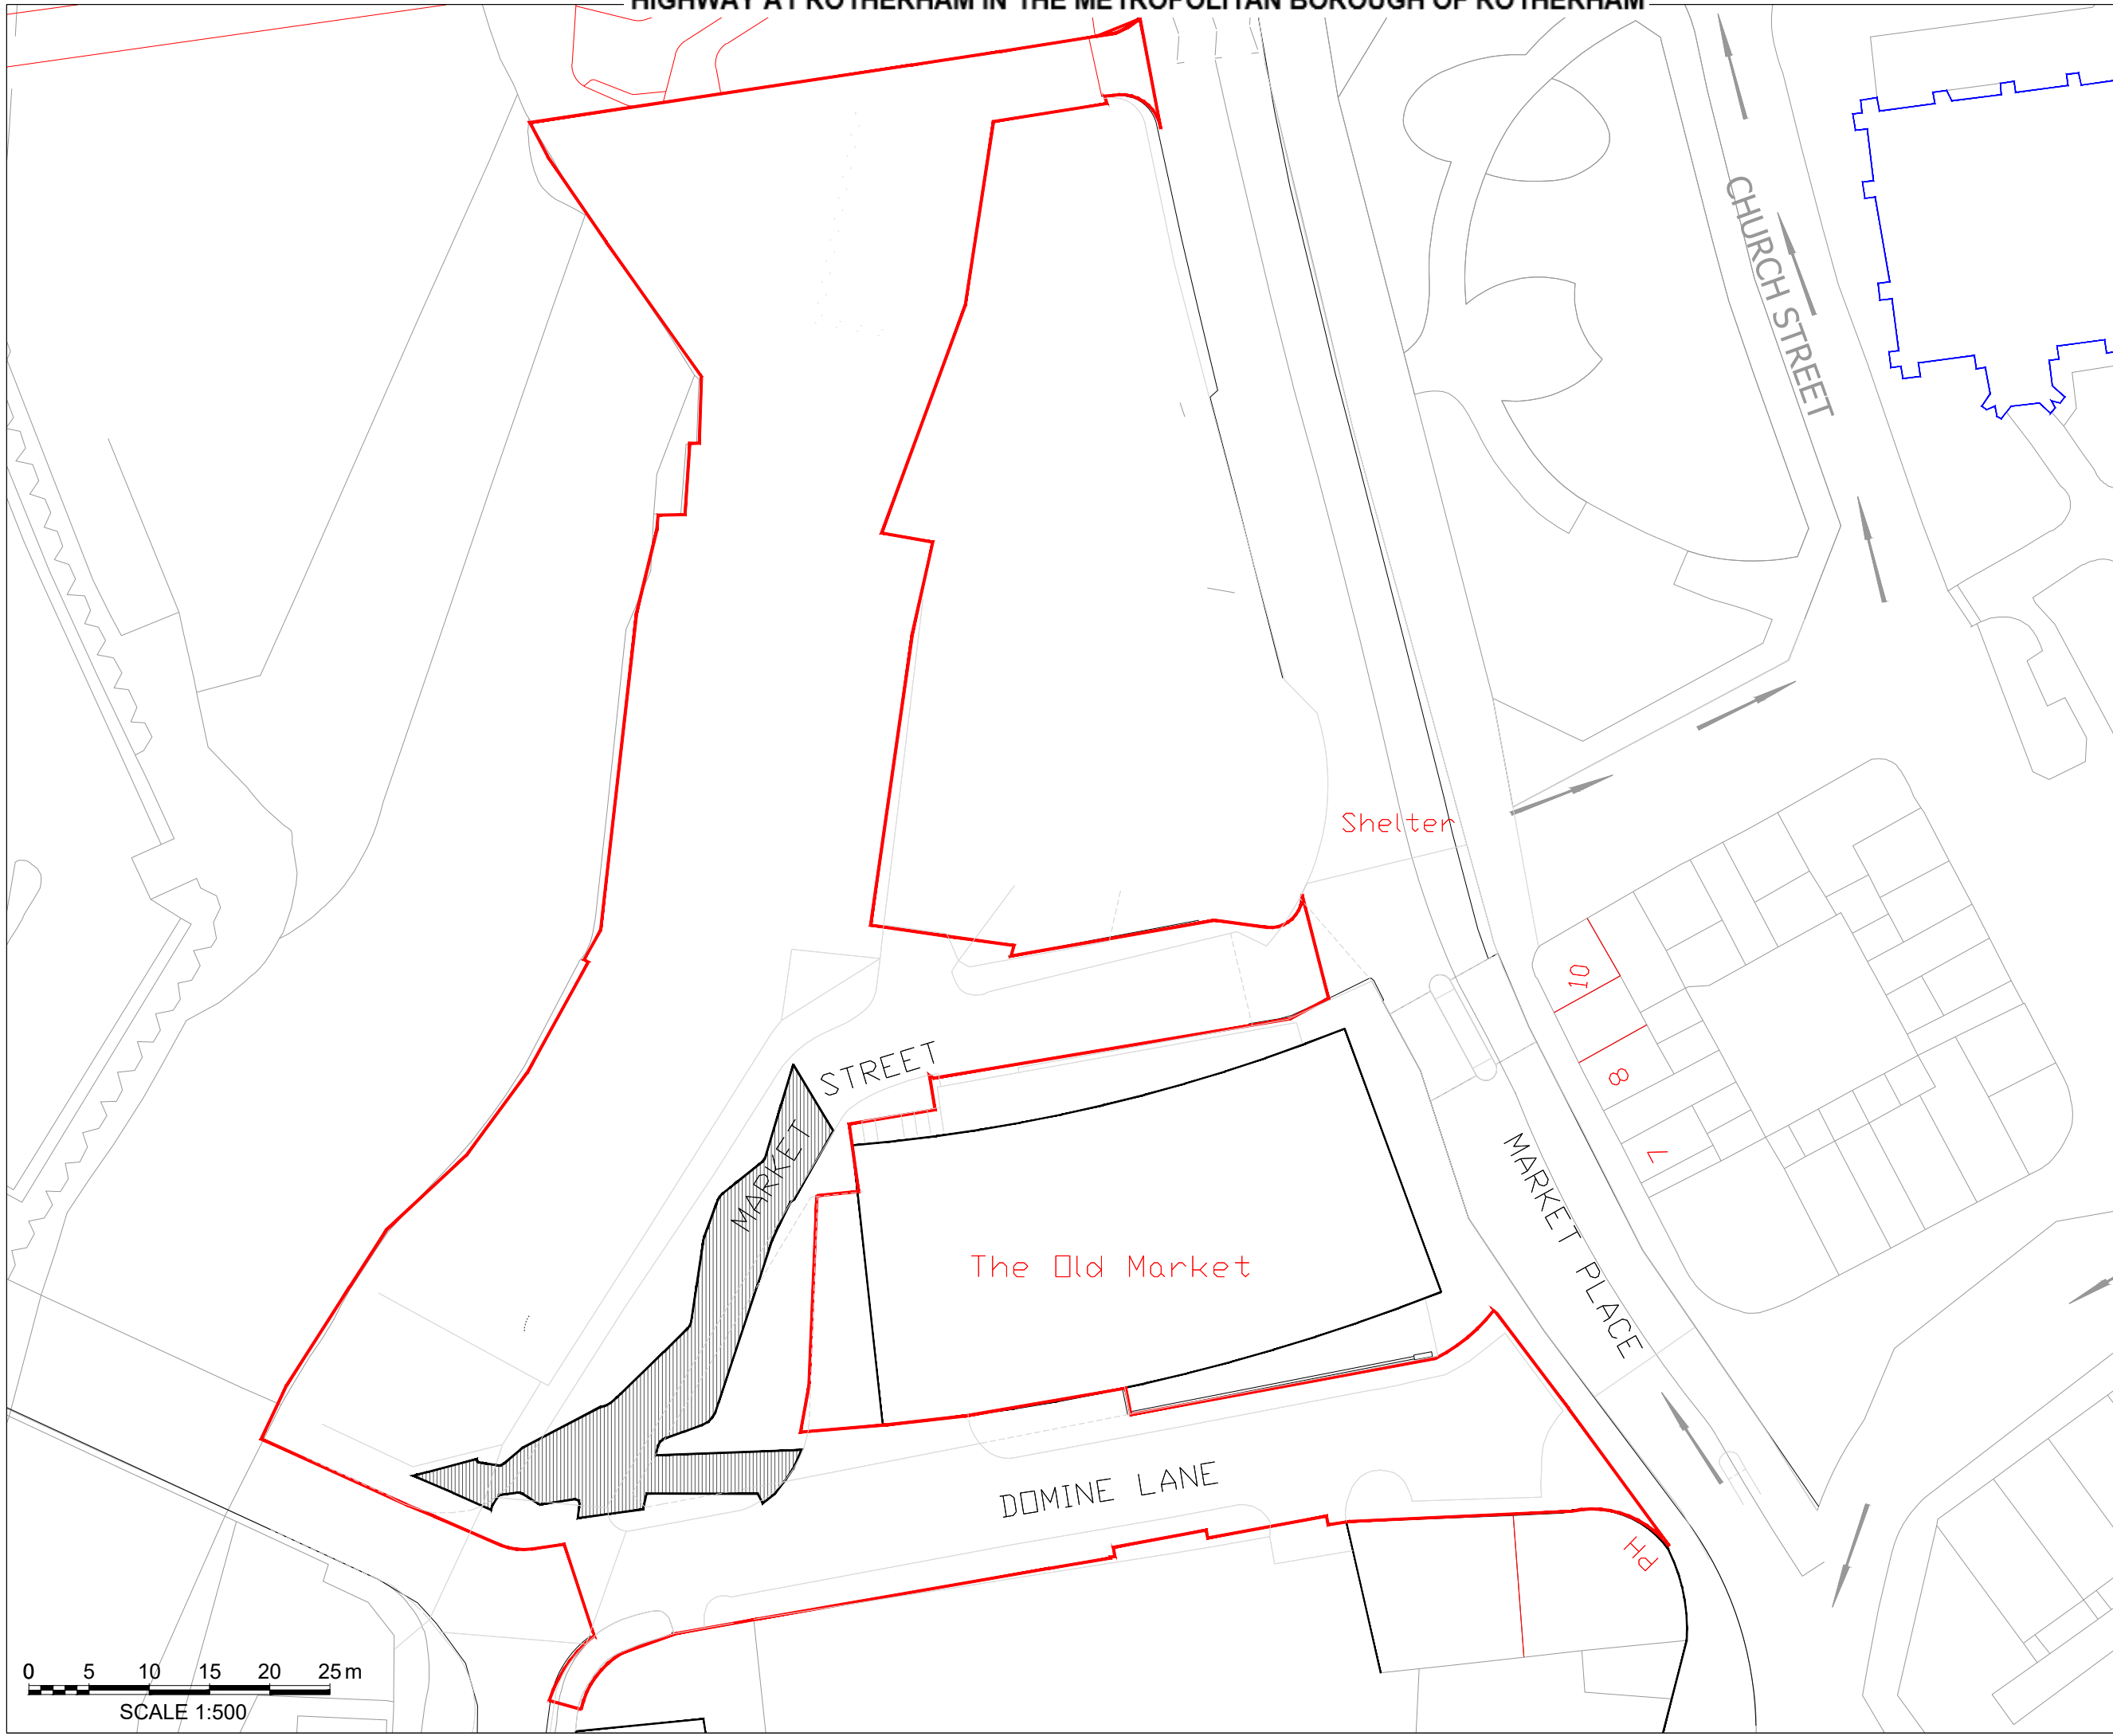 HIGHWAY AT ROTHERHAM IN THE METROPOLITAN BOROUGH OF ROTHERHAM
CHURCH STREET
Shelter
10
8
7
STREET
MARKET
The Old Market
MARKET PLACE
DOMINE LANE
PH
0 5 10 15 20 25 m
SCALE 1:500